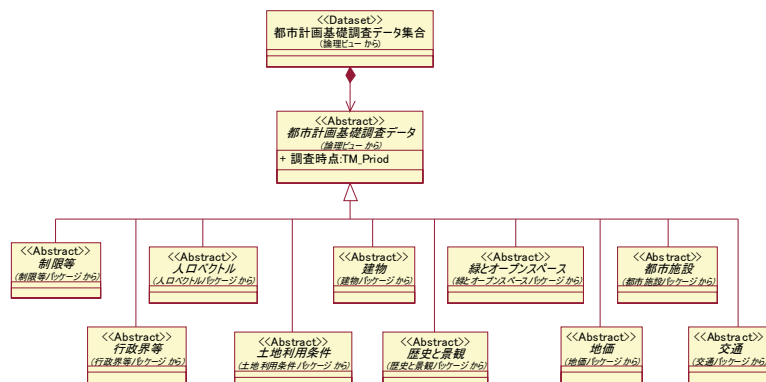 <<Dataset>>
都市計画基礎調査データ集合
(論理ビュー から)
<<Abstract>>
都市計画基礎調査データ
(論理ビュー から)
+ 調査時点:TM_Priod
<<Abstract>>
制限等
(制限等パッケージ から)
<<Abstract>>
人口ベクトル
(人口ベクトルパッケージ から)
<<Abstract>>
建物
(建物パッケージ から)
<<Abstract>>
緑とオープンスペース
(緑とオープンスペースパッケージ から)
<<Abstract>>
都市施設
(都市施設パッケージ から)
<<Abstract>>
行政界等
(行政界等パッケージ から)
<<Abstract>>
土地利用条件
(土地利用条件パッケージ から)
<<Abstract>>
歴史と景観
(歴史と景観パッケージ から)
<<Abstract>>
地価
(地価パッケージ から)
<<Abstract>>
交通
(交通パッケージ から)